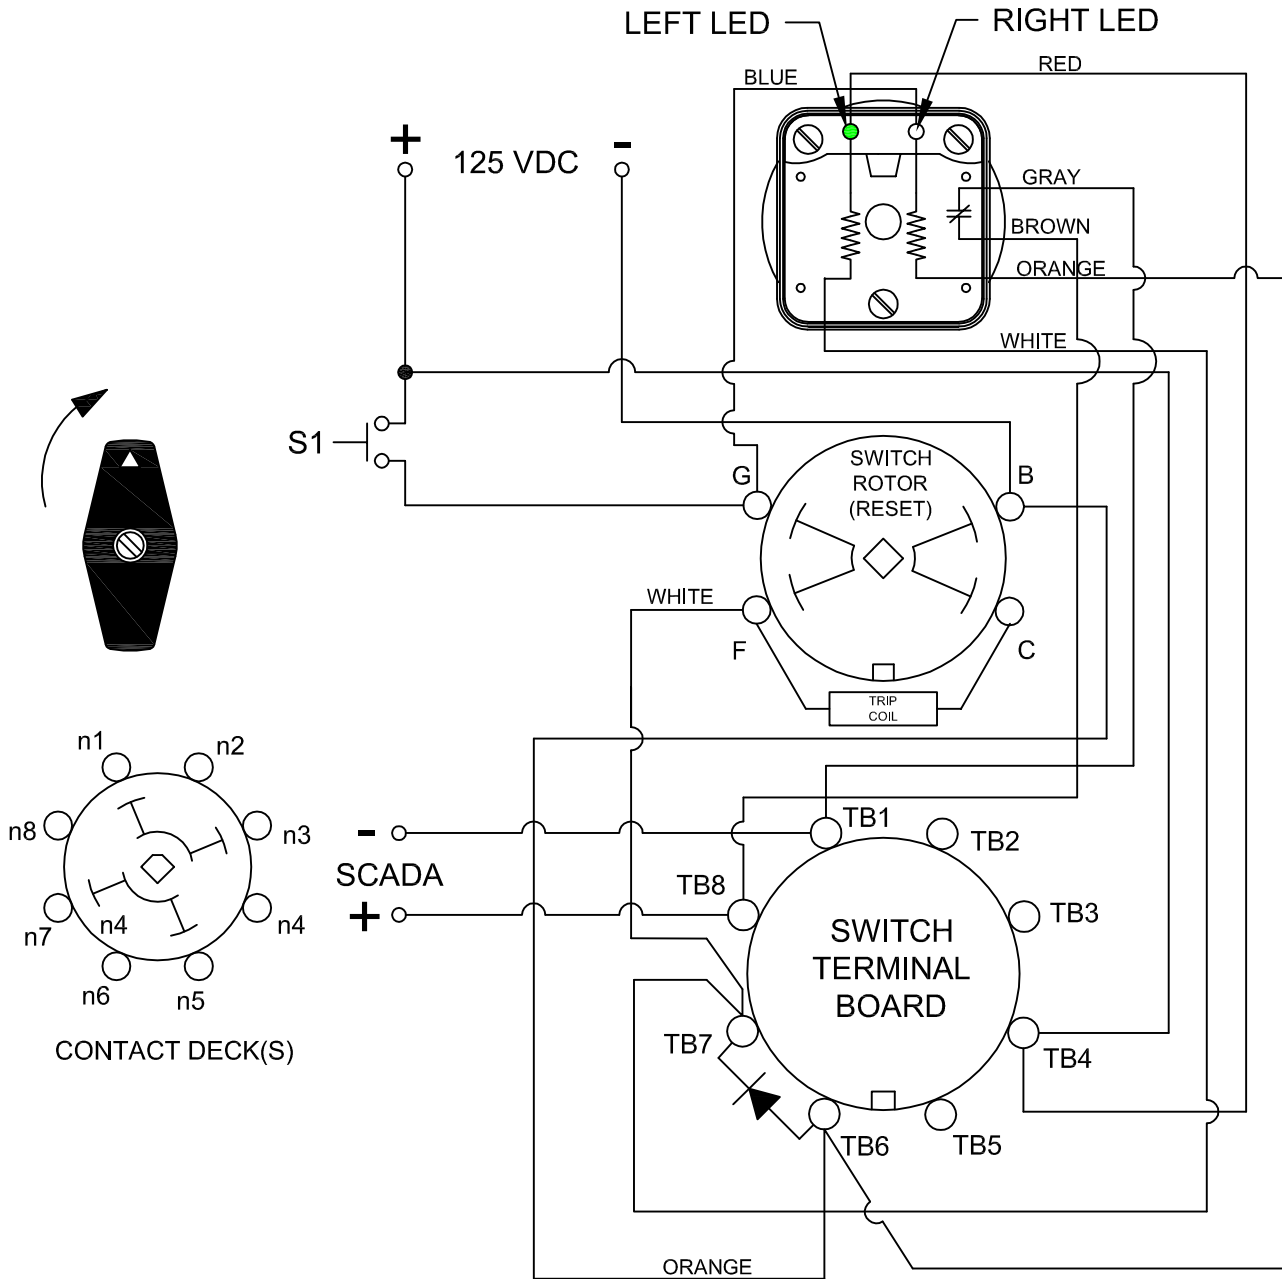 LEFT LED
RIGHT LED
BLUE
RED
+
125 VDC
-
GRAY
BROWN
ORANGE
WHITE
S1
G
SWITCH
ROTOR
(RESET)
B
WHITE
F
C
TRIP
COIL
n1
n2
n8
n3
n7
n4
n4
n6
n5
CONTACT DECK(S)
-
SCADA
+
TB1
TB2
TB8
TB3
SWITCH
TERMINAL
BOARD
TB7
TB4
TB6
TB5
ORANGE